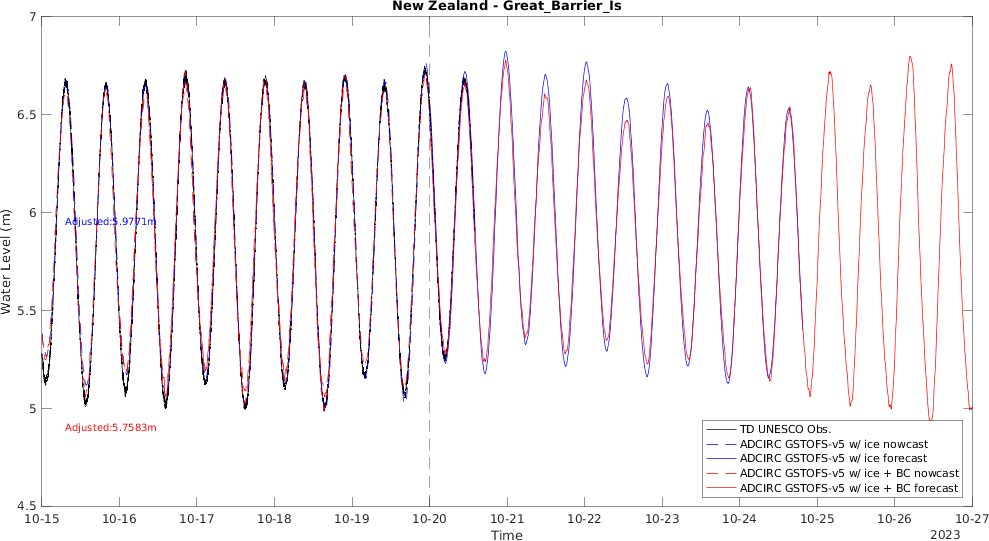 New Zealand - Great_Barrier_Is
7
6.5
6
5.5
5
4.5
Water Level (m)
Adjusted:5.9771m
Adjusted:5.7583m
TD UNESCO Obs.
ADCIRC GSTOFS-v5 w/ ice nowcast
ADCIRC GSTOFS-v5 w/ ice forecast
ADCIRC GSTOFS-v5 w/ ice + BC nowcast
ADCIRC GSTOFS-v5 w/ ice + BC forecast
10-15 10-16 10-17 10-18 10-19 10-20 10-21 10-22 10-23 10-24 10-25 10-26 10-27
Time
2023